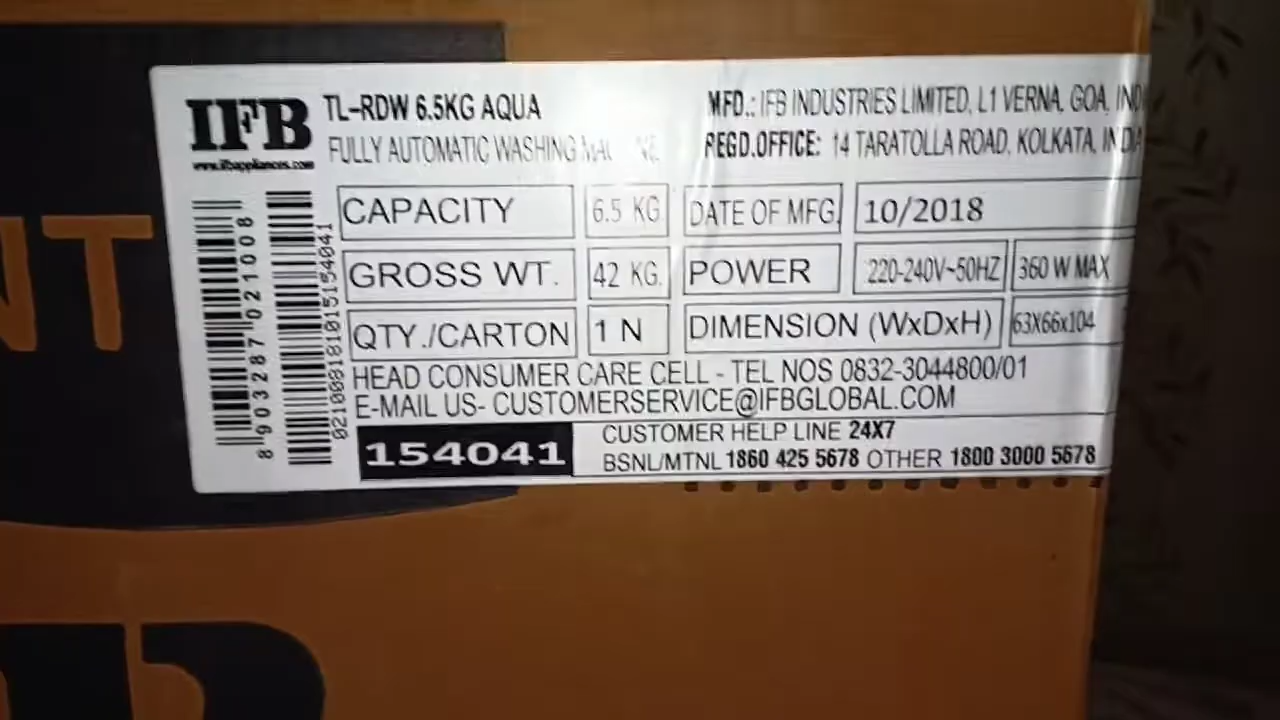 IFB
www.ifbappliances.com
TL-RDW 6.5KG AQUA
FULLY AUTOMATIC WASHING
MFD.: IFB INDUSTRIES LIMITED, L1 VERNA, GOA,
REGD.OFFICE: 14 TARATOLLA ROAD, KOLKATA, INDIA
CAPACITY 6.5 KG DATE OF MFG. 10/2018
GROSS WT. 42 KG. POWER 220-240V~50HZ 360 W MAX
QTY./CARTON 1 N DIMENSION (WxDxH) 63X66x104
HEAD CONSUMER CARE CELL - TEL NOS 0832-3044800/01
E-MAIL US- CUSTOMERSERVICE@IFBGLOBAL.COM
154041
CUSTOMER HELP LINE 24X7
BSNL/MTNL 1860 425 5678 OTHER 1800 3000 5678
8903287021008
NT